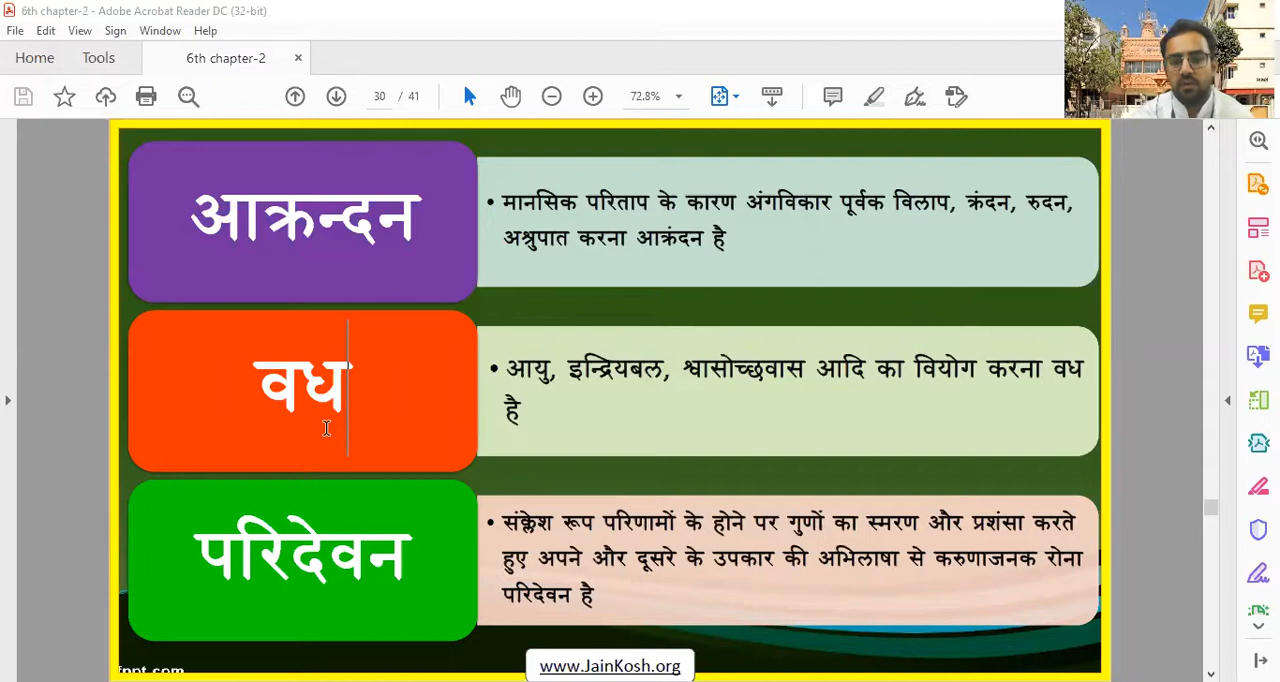 6th chapter-2 - Adobe Acrobat Reader DC (32-bit)
File Edit View Sign Window Help
Home Tools 6th chapter-2 ×
30 / 41 72.8%
आक्रन्दन
• मानसिक परिताप के कारण अंगविकार पूर्वक विलाप, क्रंदन, रुदन,
अश्रुपात करना आक्रंदन है
वध
• आयु, इन्द्रियबल, श्वासोच्छवास आदि का वियोग करना वध
है
परिदेवन
• संक्लेश रूप परिणामों के होने पर गुणों का स्मरण और प्रशंसा करते
हुए अपने और दूसरे के उपकार की अभिलाषा से करुणाजनक रोना
परिदेवन है
www.JainKosh.org